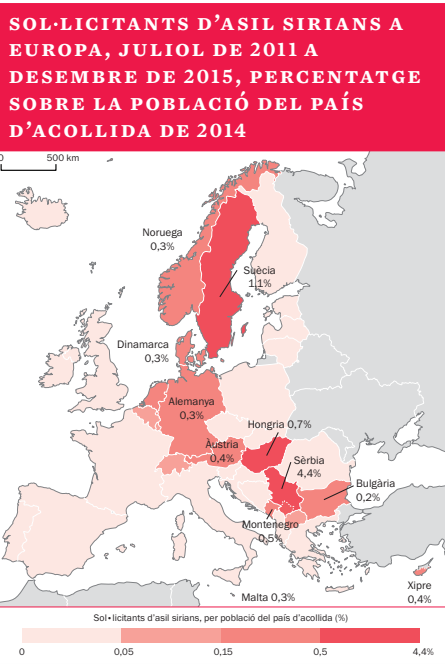 SOL·LICITANTS D'ASIL SIRIANS A
EUROPA, JULIOL DE 2011 A
DESEMBRE DE 2015, PERCENTATGE
SOBRE LA POBLACIÓ DEL PAÍS
D'ACOLLIDA DE 2014
0 500 km
Noruega
0,3%
Suècia
1,1%
Dinamarca
0,3%
Alemanya
0,3%
Hongria 0,7%
Àustria
0,4%
Sèrbia
4,4%
Bulgària
0,2%
Montenegro
0,5%
Xipre
0,4%
Malta 0,3%
Sol•licitants d'asil sirians, per població del país d'acollida (%)
0 0,05 0,15 0,5 4,4%